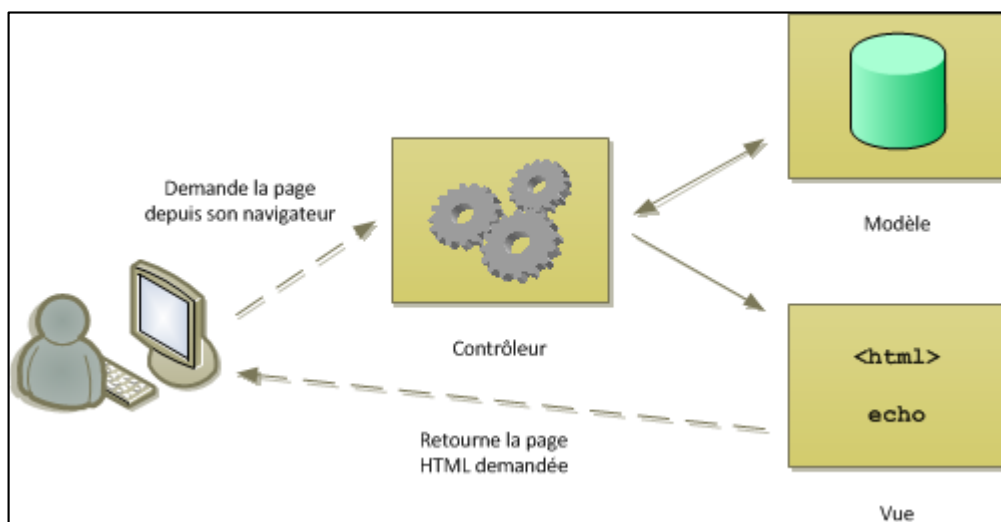 Demande la page
depuis son navigateur
Modèle
Contrôleur
<html>
echo
Retourne la page
HTML demandée
Vue